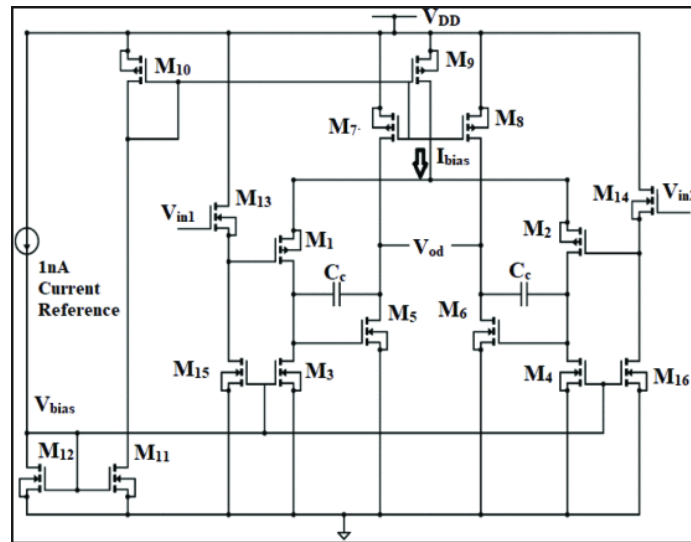 V_DD
M_10
M_9
M_7.
M_8
I_bias
M_13
M_14
V_in1
V_in2
M_1
M_2
V_od
1nA
Current
Reference
C_c
C_c
M_5
M_6
M_15
M_3
M_4
M_16
V_bias
M_12
M_11